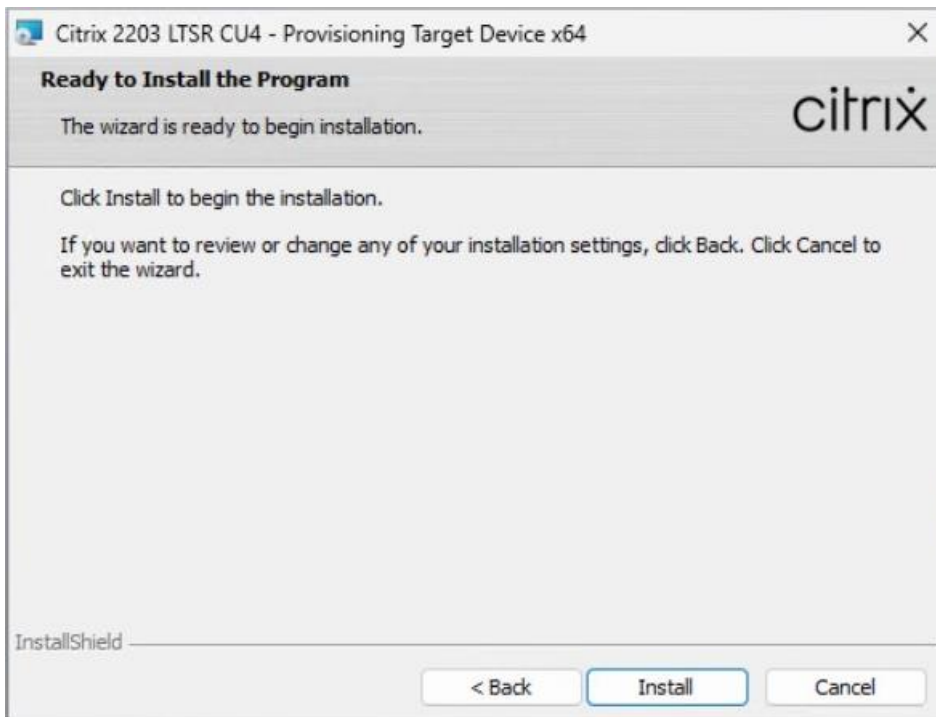 Citrix 2203 LTSR CU4 - Provisioning Target Device x64
Ready to Install the Program
The wizard is ready to begin installation.
citrix
Click Install to begin the installation.
If you want to review or change any of your installation settings, click Back. Click Cancel to
exit the wizard.
InstallShield
< Back
Install
Cancel